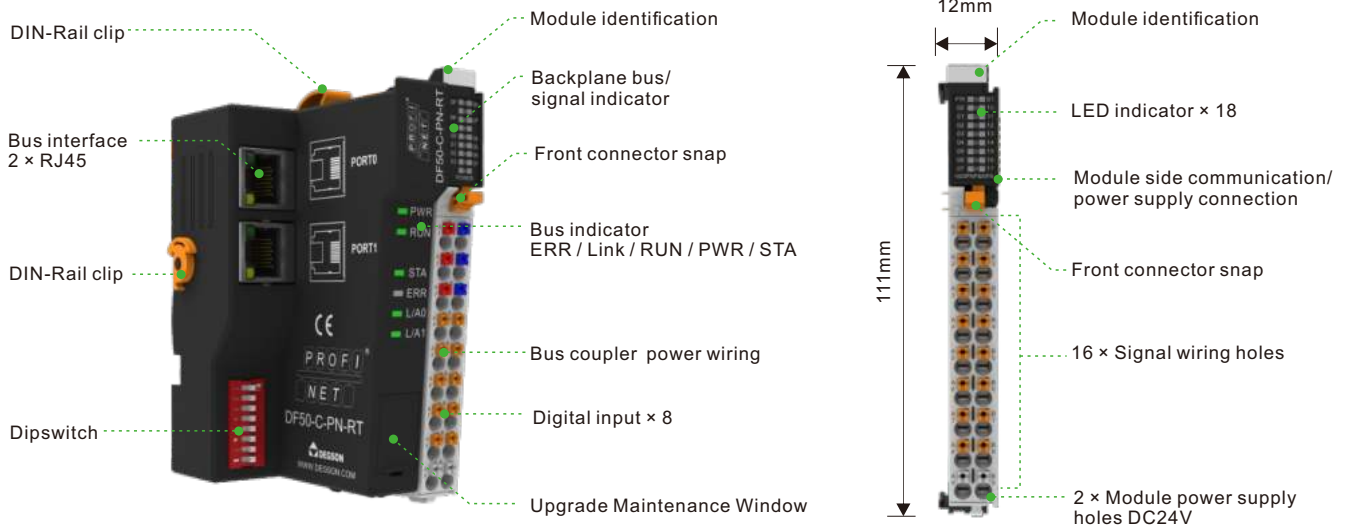 DIN-Rail clip
Bus interface
2 × RJ45
DIN-Rail clip
Dipswitch
Module identification
Backplane bus/
signal indicator
Front connector snap
Bus indicator
ERR / Link / RUN / PWR / STA
Bus coupler power wiring
Digital input × 8
Upgrade Maintenance Window
PORT0
PORT1
PROFI®
NET
DF50-C-PN-RT
PWR
RUN
STA
ERR
L/A0
L/A1
CE
PROFI®
NET
DF50-C-PN-RT
WWW.DEGSON.COM
12mm
111mm
Module identification
LED indicator × 18
Module side communication/
power supply connection
Front connector snap
16 × Signal wiring holes
2 × Module power supply
holes DC24V